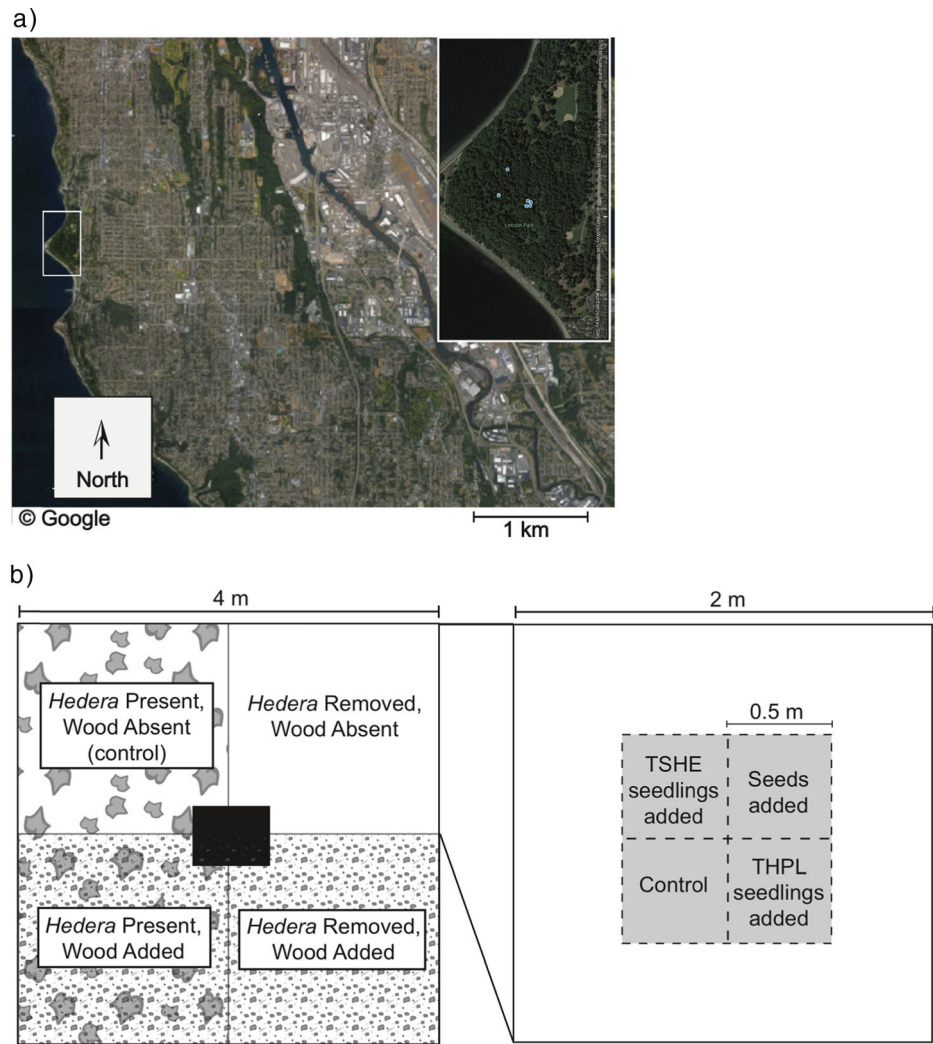 a)
Lincoln Park
North
© Google
1 km
b)
4 m
2 m
Hedera Present,
Wood Absent
(control)
Hedera Removed,
Wood Absent
Hedera Present,
Wood Added
Hedera Removed,
Wood Added
0.5 m
TSHE
seedlings
added
Seeds
added
Control
THPL
seedlings
added